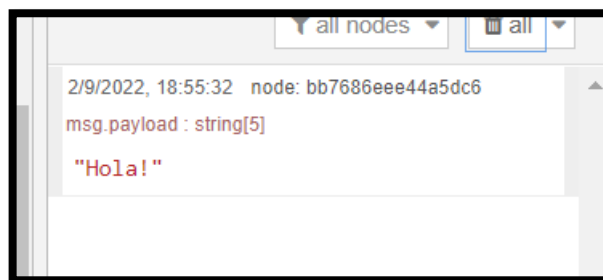 all nodes all
2/9/2022, 18:55:32 node: bb7686eee44a5dc6
msg.payload : string[5]
"Hola!"